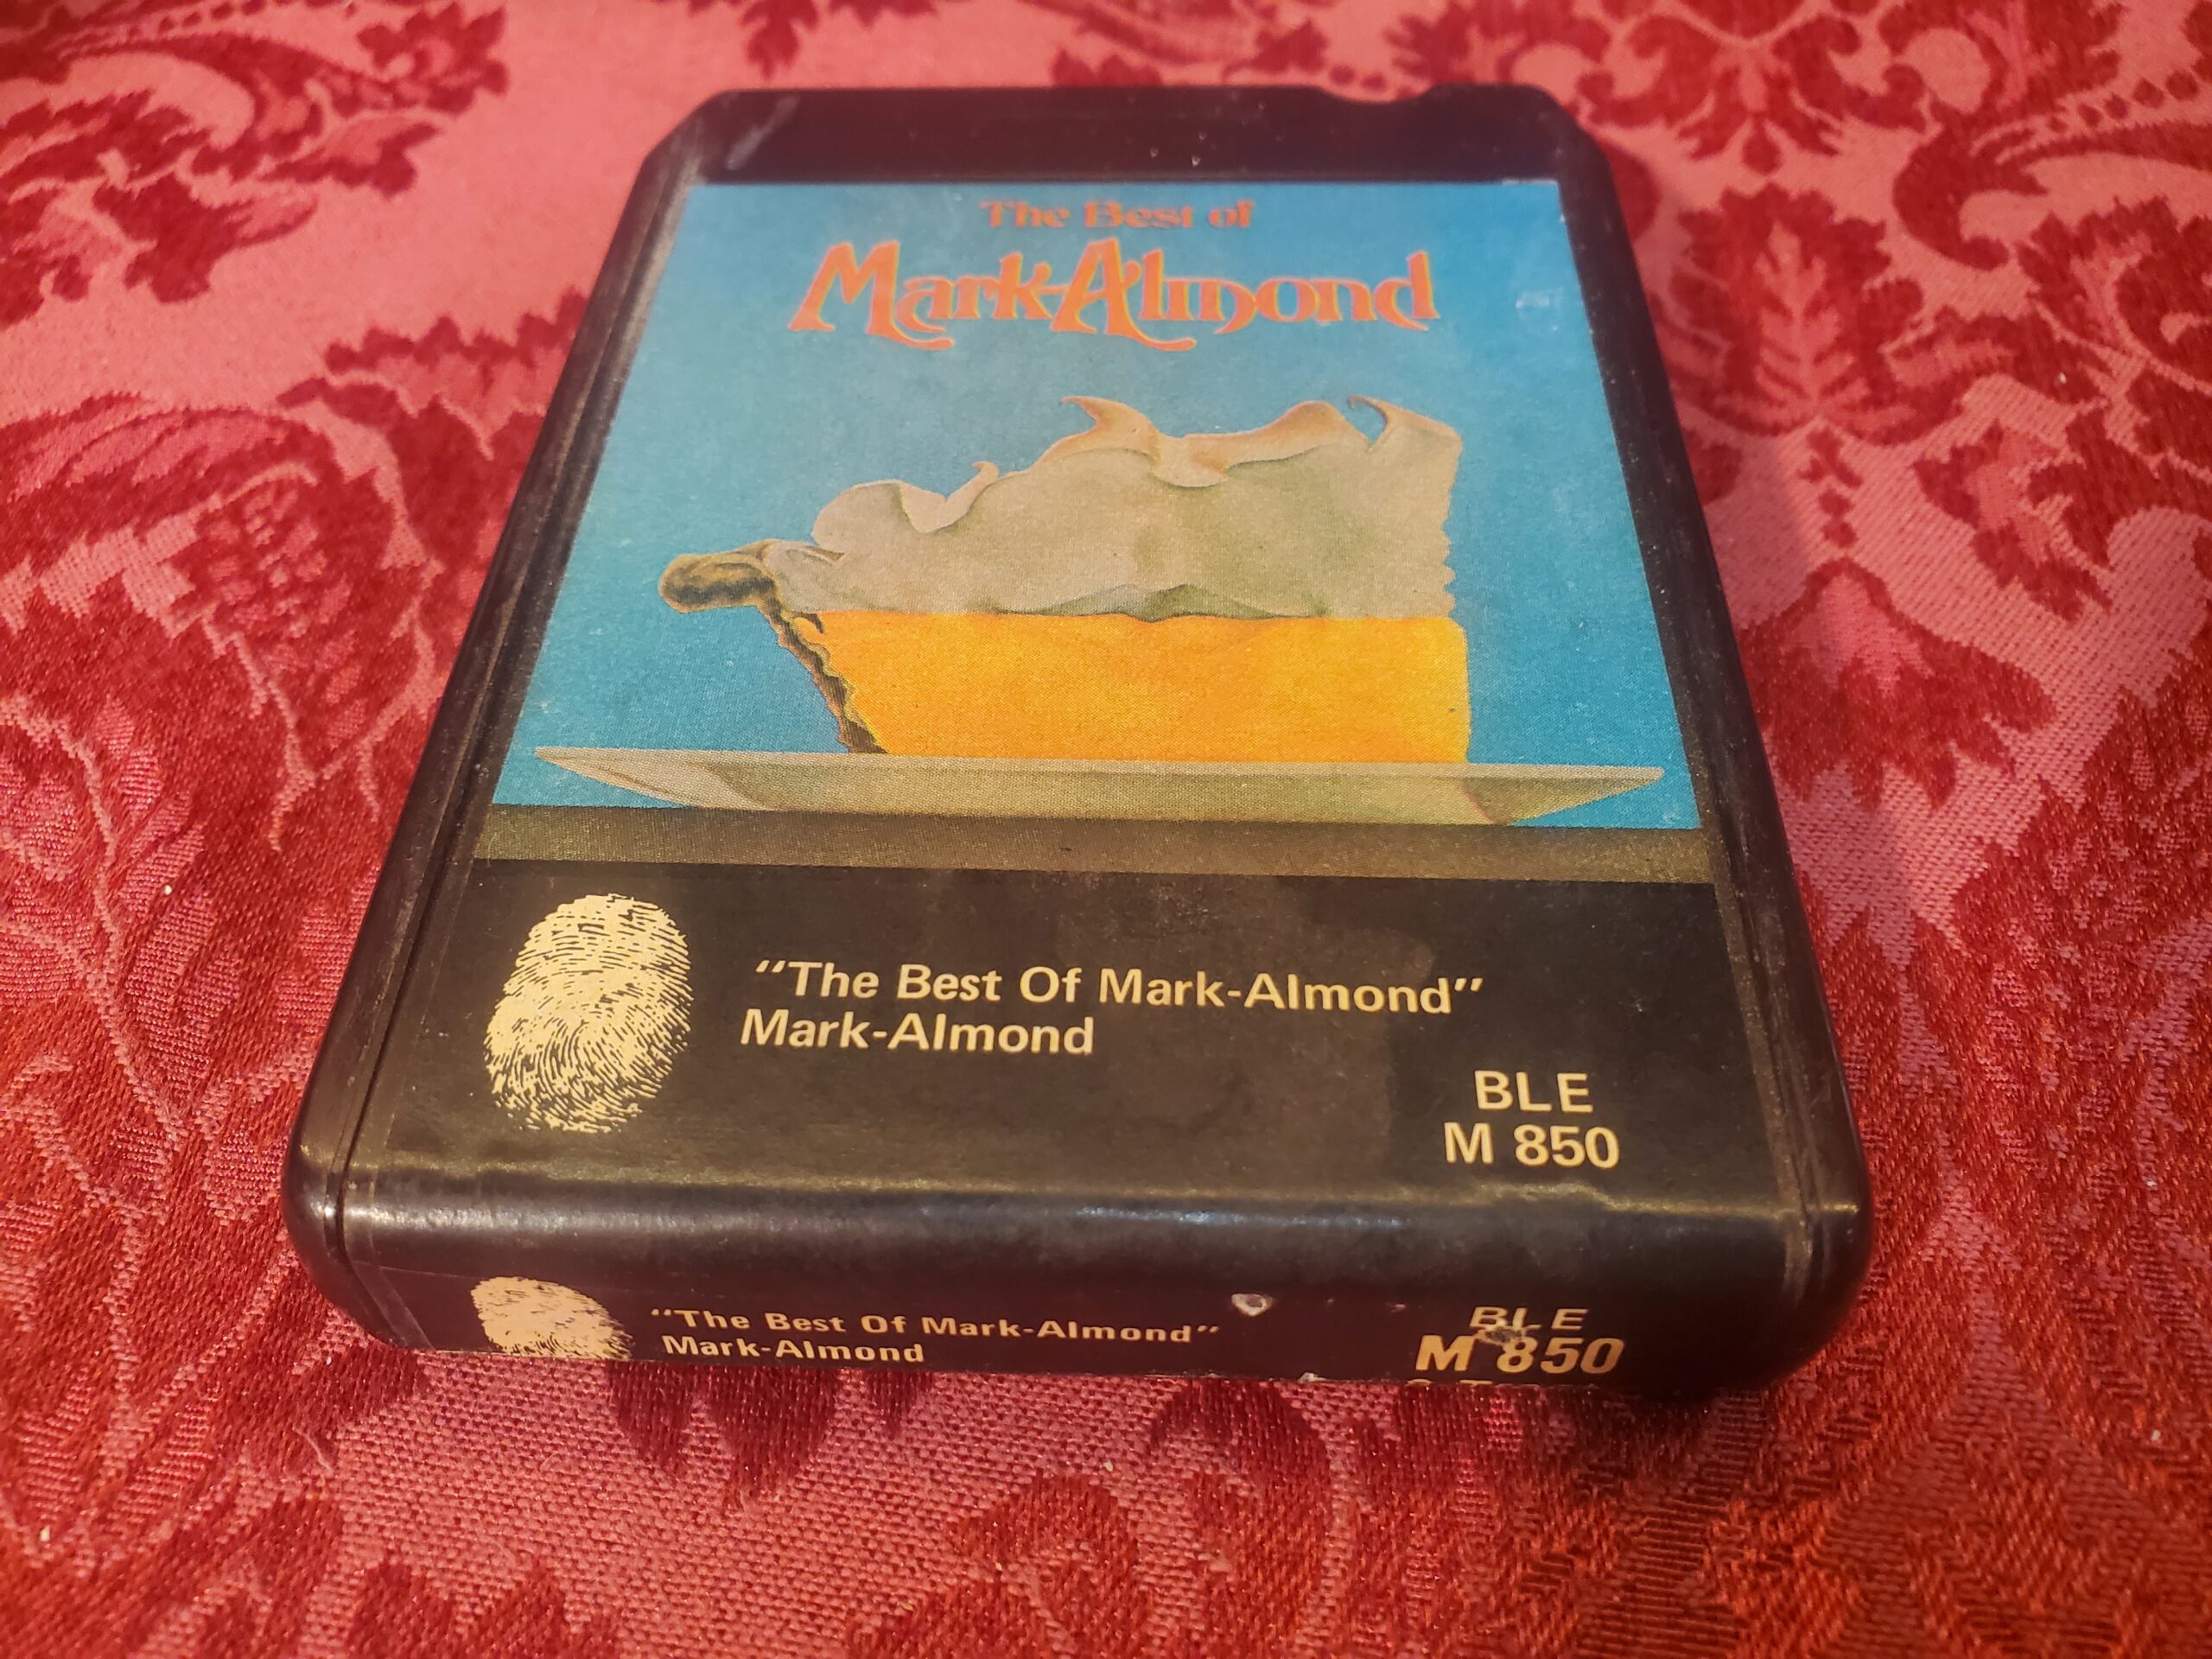 The Best of
Mark-Almond
"The Best Of Mark-Almond"
Mark-Almond
BLE
M 850
"The Best Of Mark-Almond"
Mark-Almond
BLE
M 850